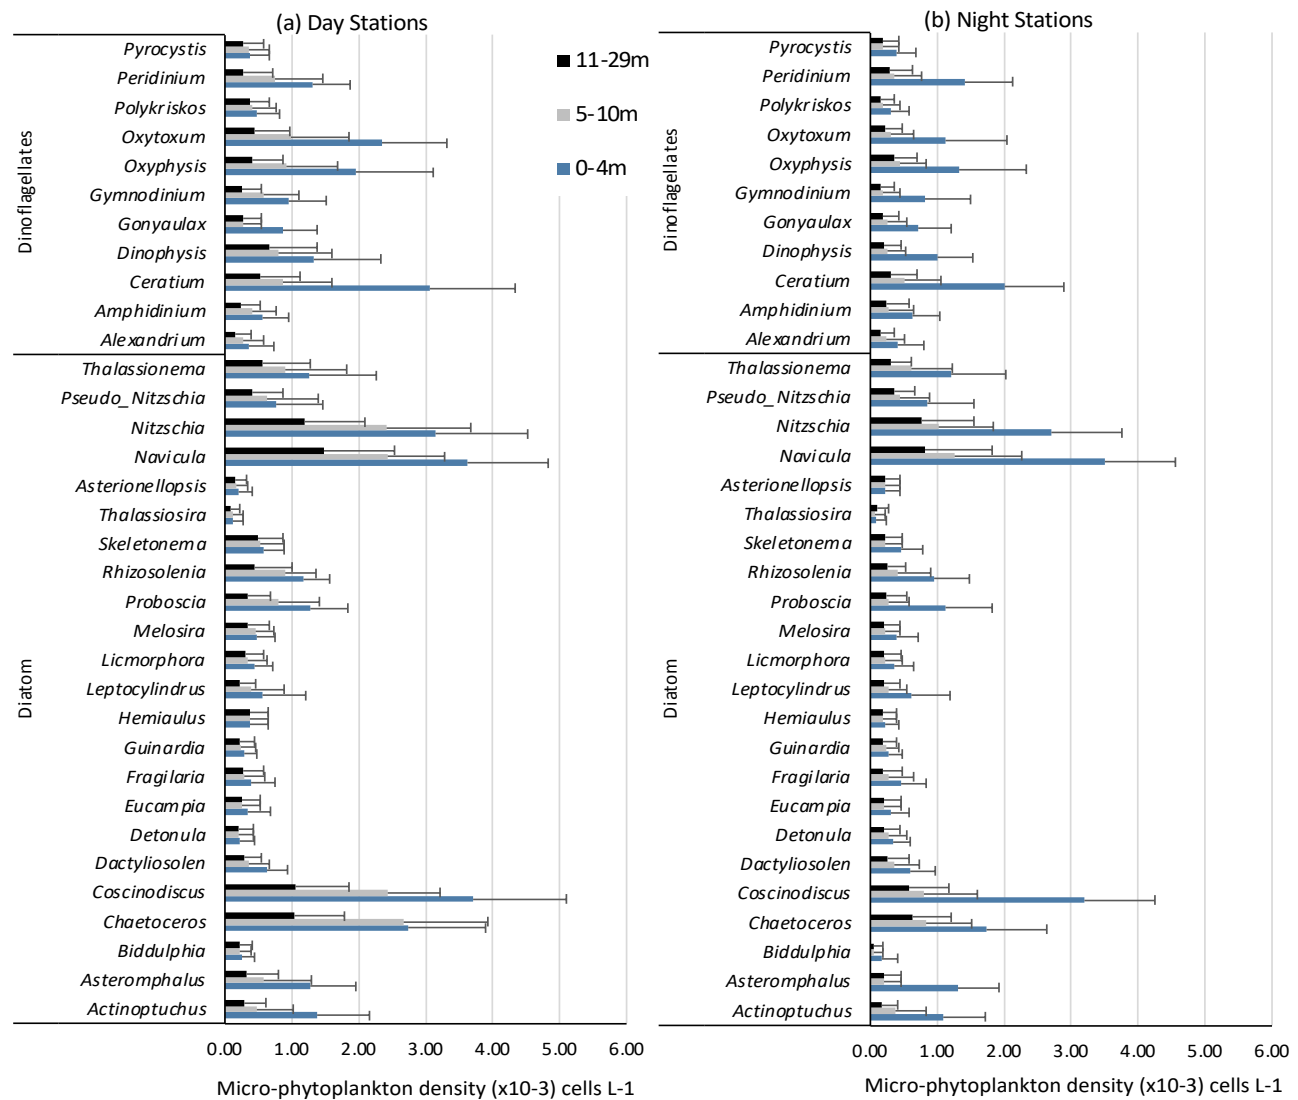 (a) Day Stations
Dinoflagellates
Pyrocystis
Peridinium
Polykriskos
Oxytoxum
Oxyphysis
Gymnodinium
Gonyaulax
Dinophysis
Ceratium
Amphidinium
Alexandrium
Diatom
Thalassionema
Pseudo_Nitzschia
Nitzschia
Navicula
Asterionellopsis
Thalassiosira
Skeletonema
Rhizosolenia
Proboscia
Melosira
Licmorphora
Leptocylindrus
Hemiaulus
Guinardia
Fragilaria
Eucampia
Detonula
Dactyliosolen
Coscinodiscus
Chaetoceros
Biddulphia
Asteromphalus
Actinoptuchus
0.00 1.00 2.00 3.00 4.00 5.00 6.00
Micro-phytoplankton density (x10-3) cells L-1
11-29m
5-10m
0-4m
(b) Night Stations
Dinoflagellates
Pyrocystis
Peridinium
Polykriskos
Oxytoxum
Oxyphysis
Gymnodinium
Gonyaulax
Dinophysis
Ceratium
Amphidinium
Alexandrium
Diatom
Thalassionema
Pseudo_Nitzschia
Nitzschia
Navicula
Asterionellopsis
Thalassiosira
Skeletonema
Rhizosolenia
Proboscia
Melosira
Licmorphora
Leptocylindrus
Hemiaulus
Guinardia
Fragilaria
Eucampia
Detonula
Dactyliosolen
Coscinodiscus
Chaetoceros
Biddulphia
Asteromphalus
Actinoptuchus
0.00 1.00 2.00 3.00 4.00 5.00 6.00
Micro-phytoplankton density (x10-3) cells L-1